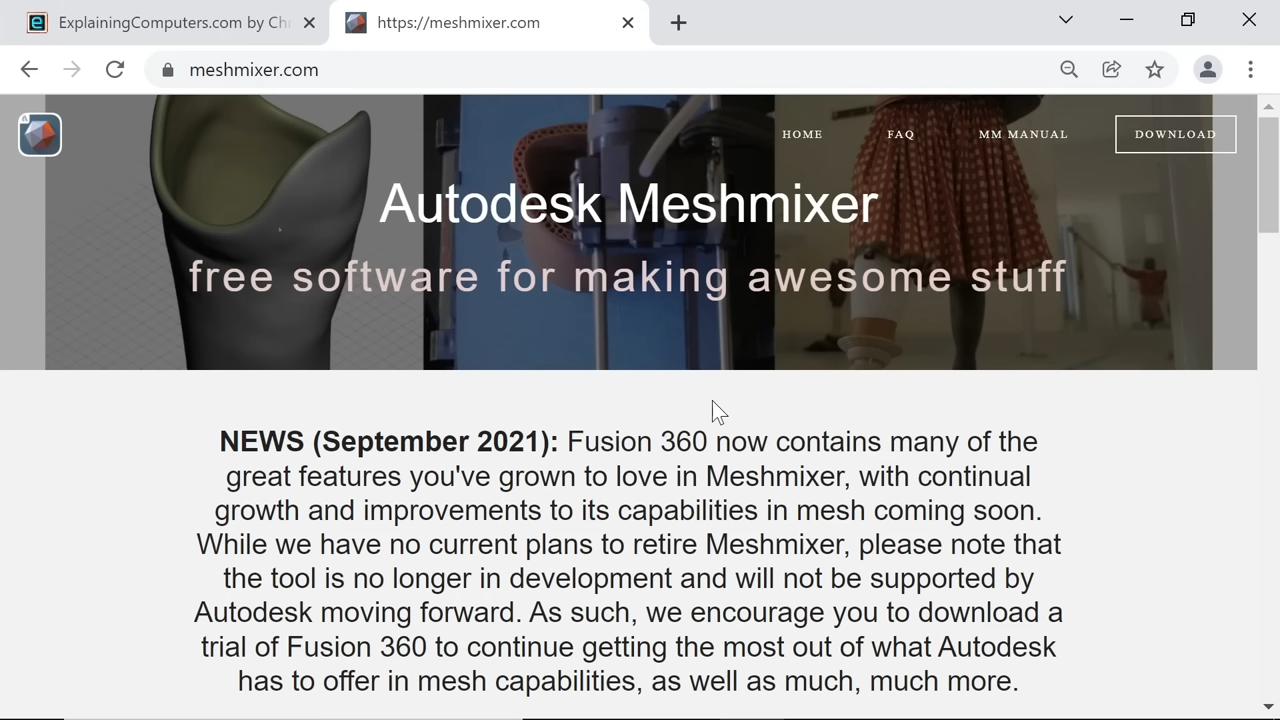 ExplainingComputers.com by Ch
https://meshmixer.com
meshmixer.com
HOME
FAQ
MM MANUAL
DOWNLOAD
Autodesk Meshmixer
free software for making awesome stuff
NEWS (September 2021): Fusion 360 now contains many of the
great features you've grown to love in Meshmixer, with continual
growth and improvements to its capabilities in mesh coming soon.
While we have no current plans to retire Meshmixer, please note that
the tool is no longer in development and will not be supported by
Autodesk moving forward. As such, we encourage you to download a
trial of Fusion 360 to continue getting the most out of what Autodesk
has to offer in mesh capabilities, as well as much, much more.